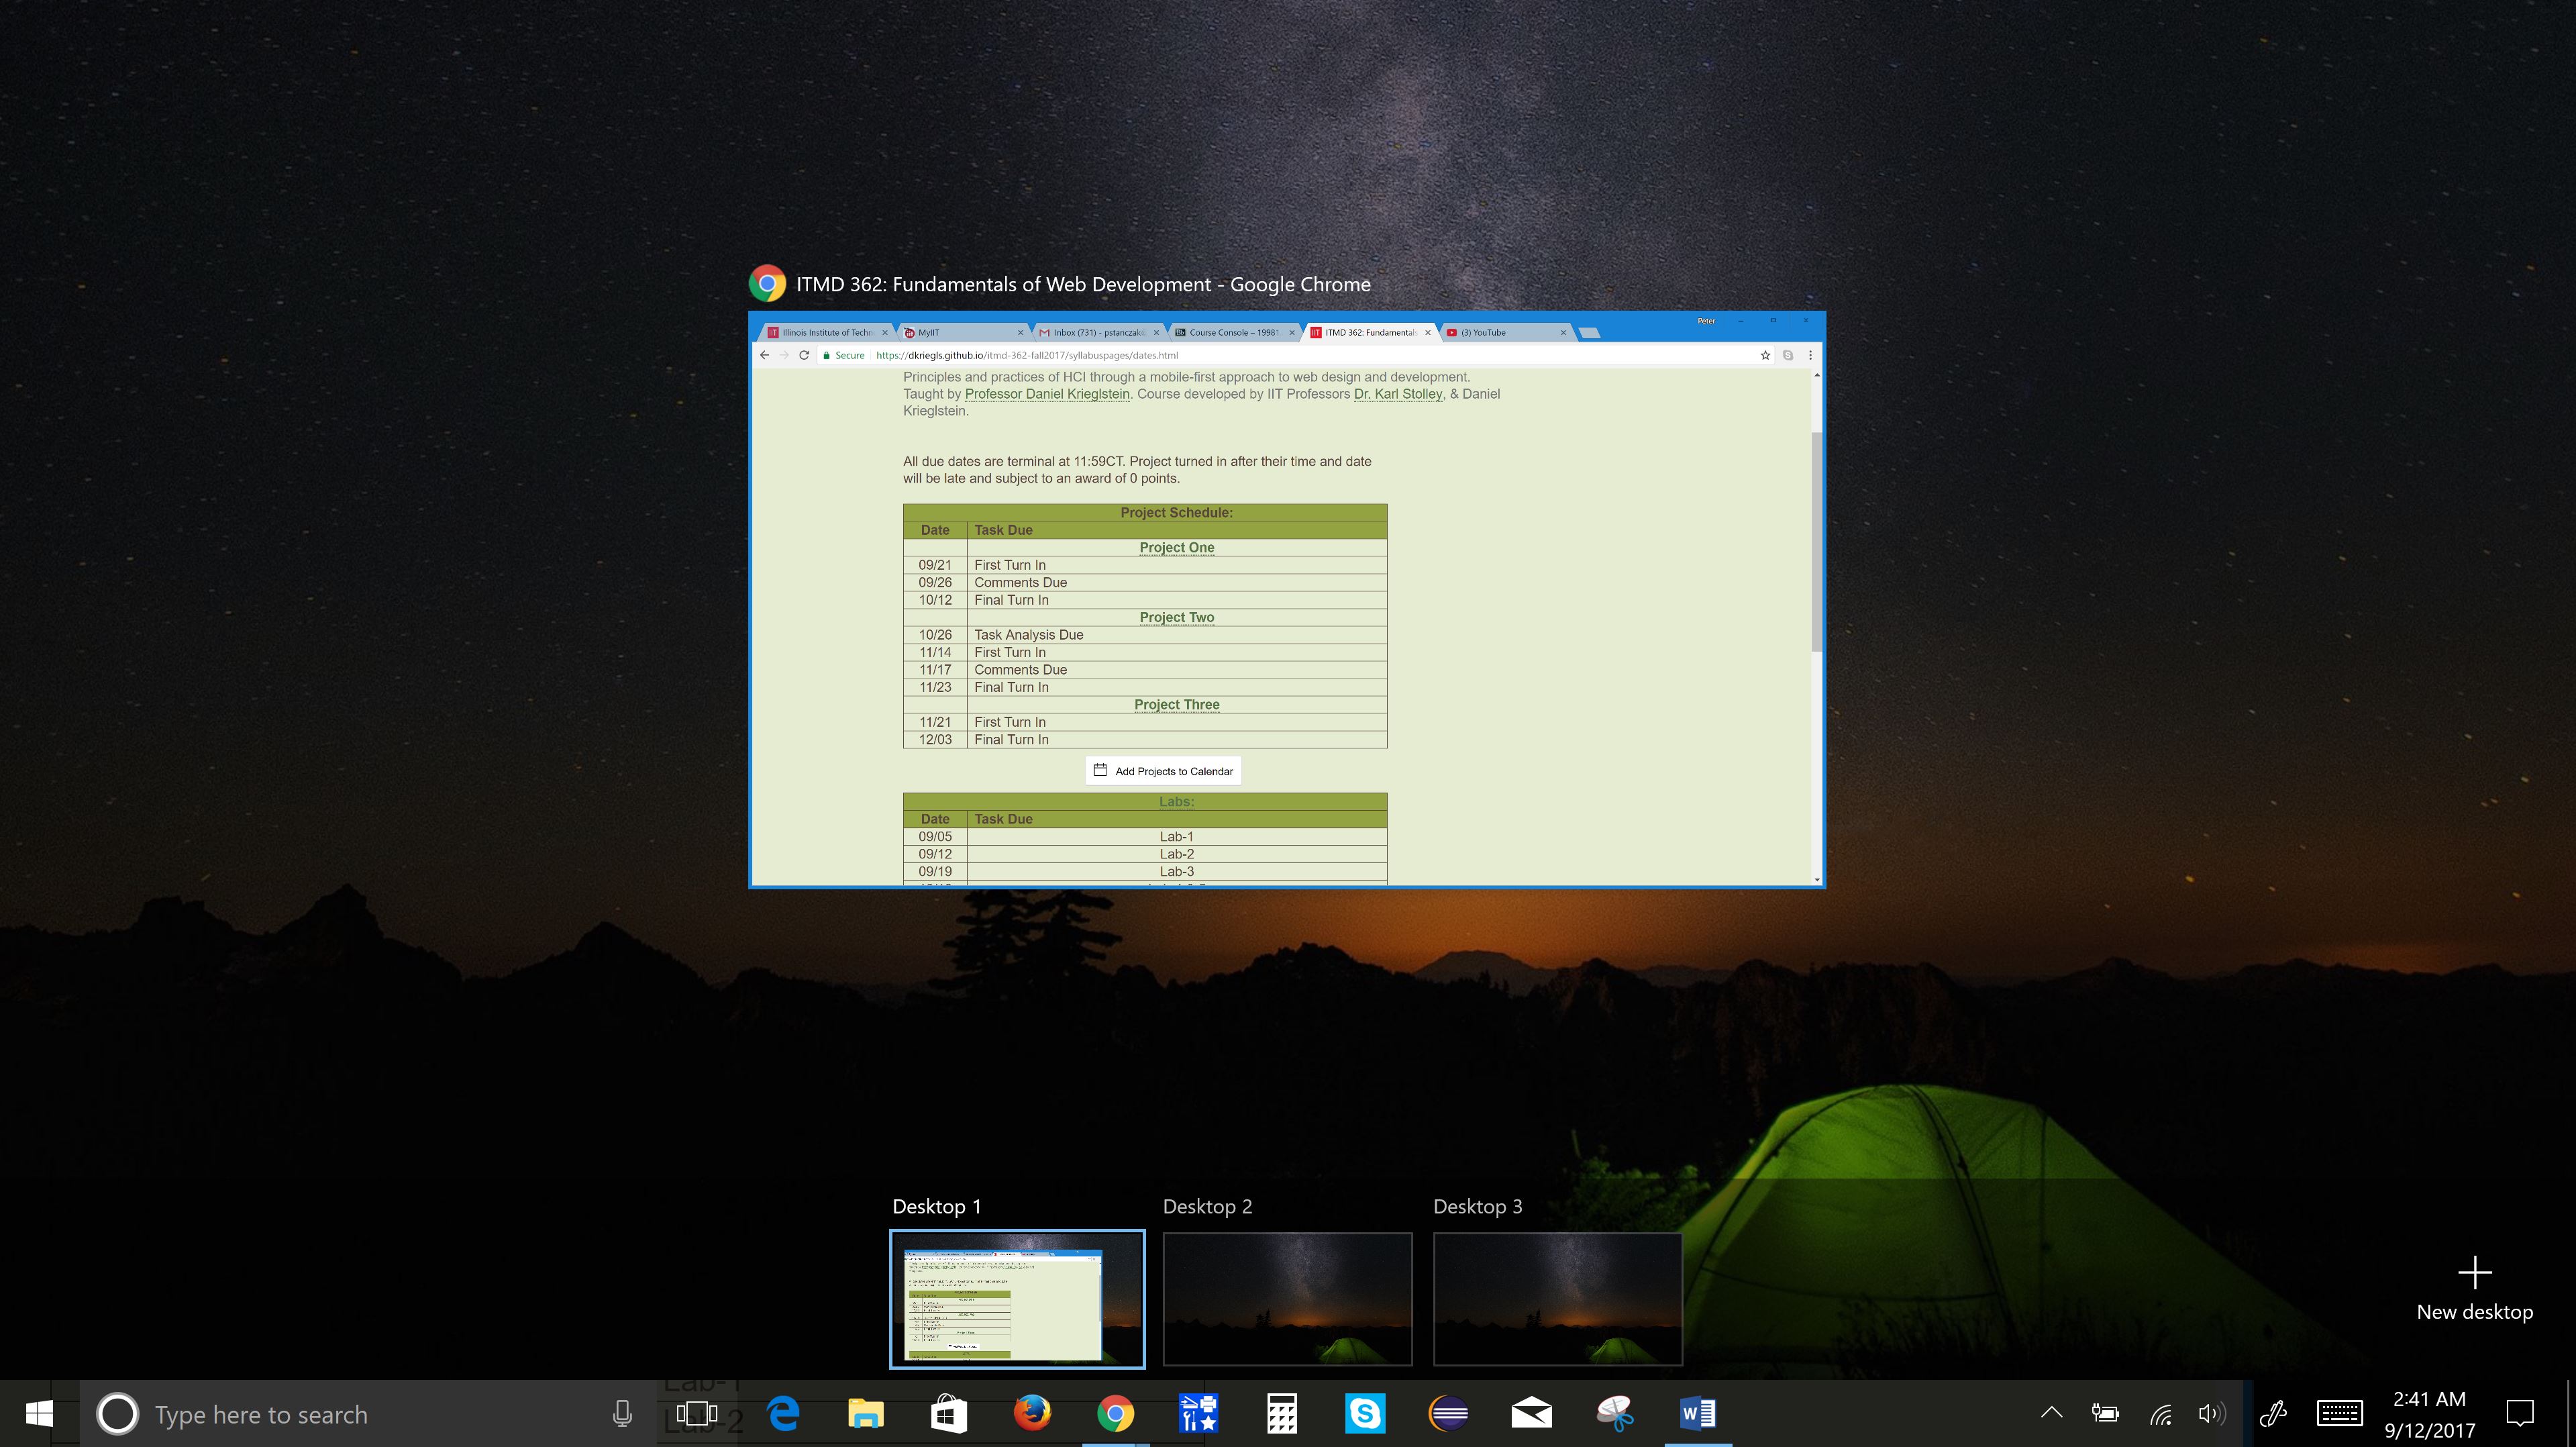 ITMD 362: Fundamentals of Web Development - Google Chrome
Peter
Illinois Institute of Techn
MyIIT
Inbox (731) - pstanczak
Course Console – 19981
ITMD 362: Fundamentals
(3) YouTube
Secure
https://dkriegls.github.io/itmd-362-fall2017/syllabuspages/dates.html
Principles and practices of HCI through a mobile-first approach to web design and development.
Taught by Professor Daniel Krieglstein. Course developed by IIT Professors Dr. Karl Stolley, & Daniel
Krieglstein.
All due dates are terminal at 11:59CT. Project turned in after their time and date
will be late and subject to an award of 0 points.
Project Schedule:
Date Task Due
Project One
09/21 First Turn In
09/26 Comments Due
10/12 Final Turn In
Project Two
10/26 Task Analysis Due
11/14 First Turn In
11/17 Comments Due
11/23 Final Turn In
Project Three
11/21 First Turn In
12/03 Final Turn In
Add Projects to Calendar
Labs:
Date Task Due
09/05 Lab-1
09/12 Lab-2
09/19 Lab-3
Desktop 1
Desktop 2
Desktop 3
New desktop
Lab-1
Lab-2
Type here to search
2:41 AM
9/12/2017